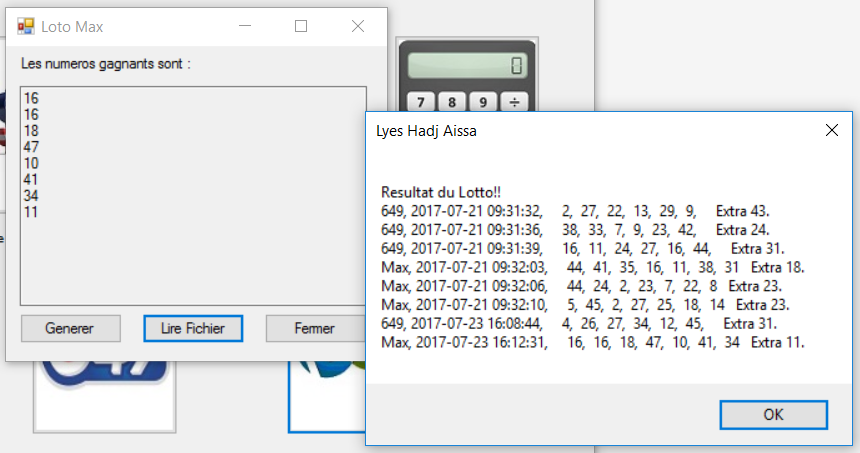 Loto Max
Les numeros gagnants sont :
16
16
18
47
10
41
34
11
Generer
Lire Fichier
Fermer
0
7 8 9 ÷
Lyes Hadj Aissa
Resultat du Lotto!!
649, 2017-07-21 09:31:32, 2, 27, 22, 13, 29, 9, Extra 43.
649, 2017-07-21 09:31:36, 38, 33, 7, 9, 23, 42, Extra 24.
649, 2017-07-21 09:31:39, 16, 11, 24, 27, 16, 44, Extra 31.
Max, 2017-07-21 09:32:03, 44, 41, 35, 16, 11, 38, 31 Extra 18.
Max, 2017-07-21 09:32:06, 44, 24, 2, 23, 7, 22, 8 Extra 23.
Max, 2017-07-21 09:32:10, 5, 45, 2, 27, 25, 18, 14 Extra 23.
649, 2017-07-23 16:08:44, 4, 26, 27, 34, 12, 45, Extra 31.
Max, 2017-07-23 16:12:31, 16, 16, 18, 47, 10, 41, 34 Extra 11.
OK